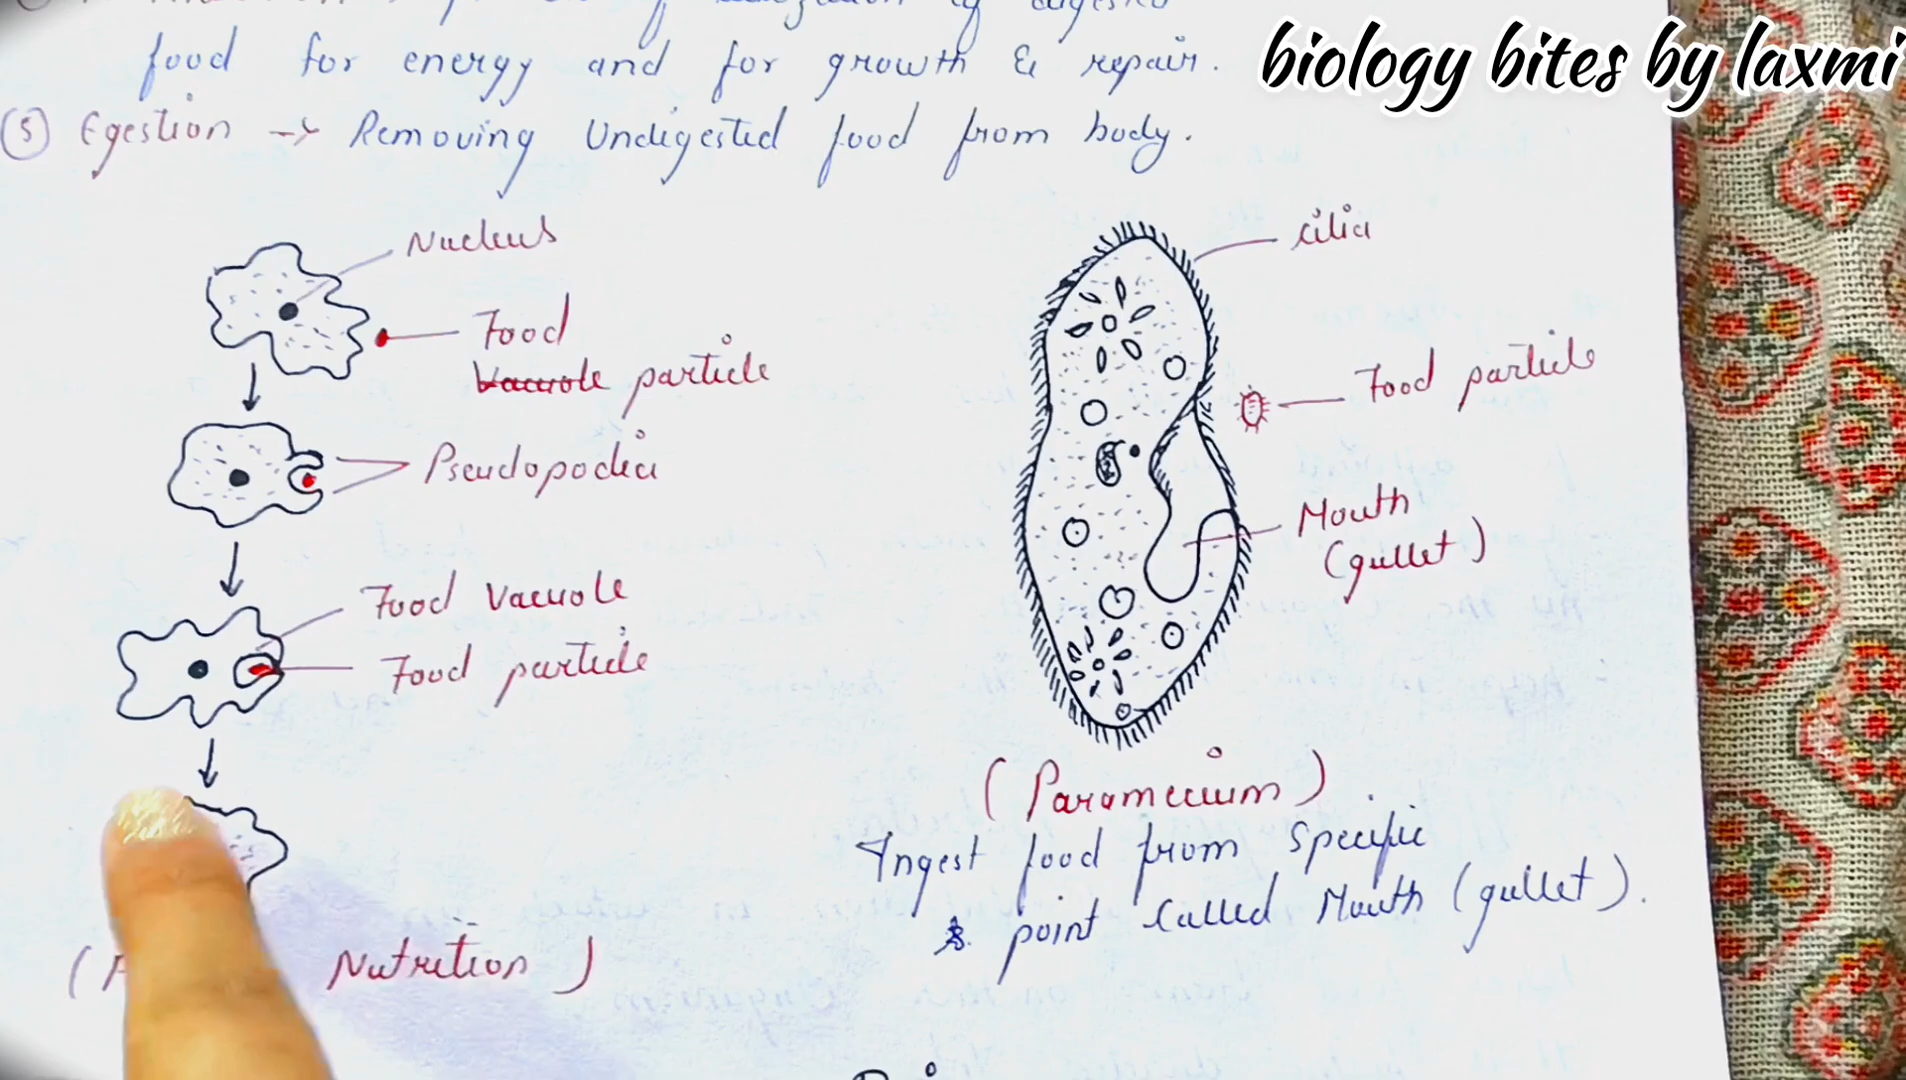 of digested
food for energy and for growth & repair.
biology bites by laxmi
(5) Egestion -> Removing Undigested food from body.
Nucleus
Food
Vacuole particle
Pseudopodia
Food Vacuole
Food particle
Nutrition)
cilia
Food particle
Mouth
(gullet)
(Paramecium)
Ingest food from specific
point called Mouth (gullet).